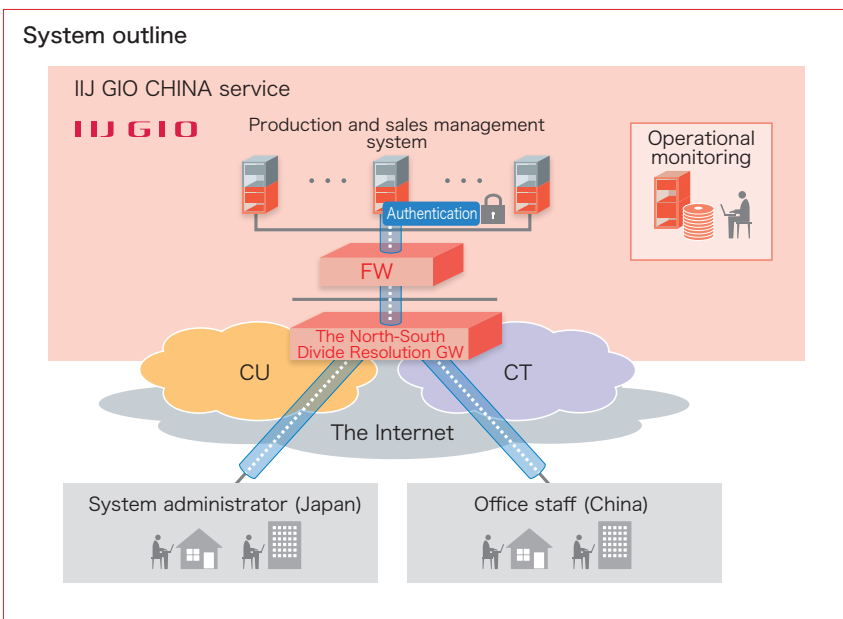 System outline
IIJ GIO CHINA service
IIJ GIO
Production and sales management
system
Operational
monitoring
Authentication
FW
The North-South
Divide Resolution GW
CU
CT
The Internet
System administrator (Japan)
Office staff (China)